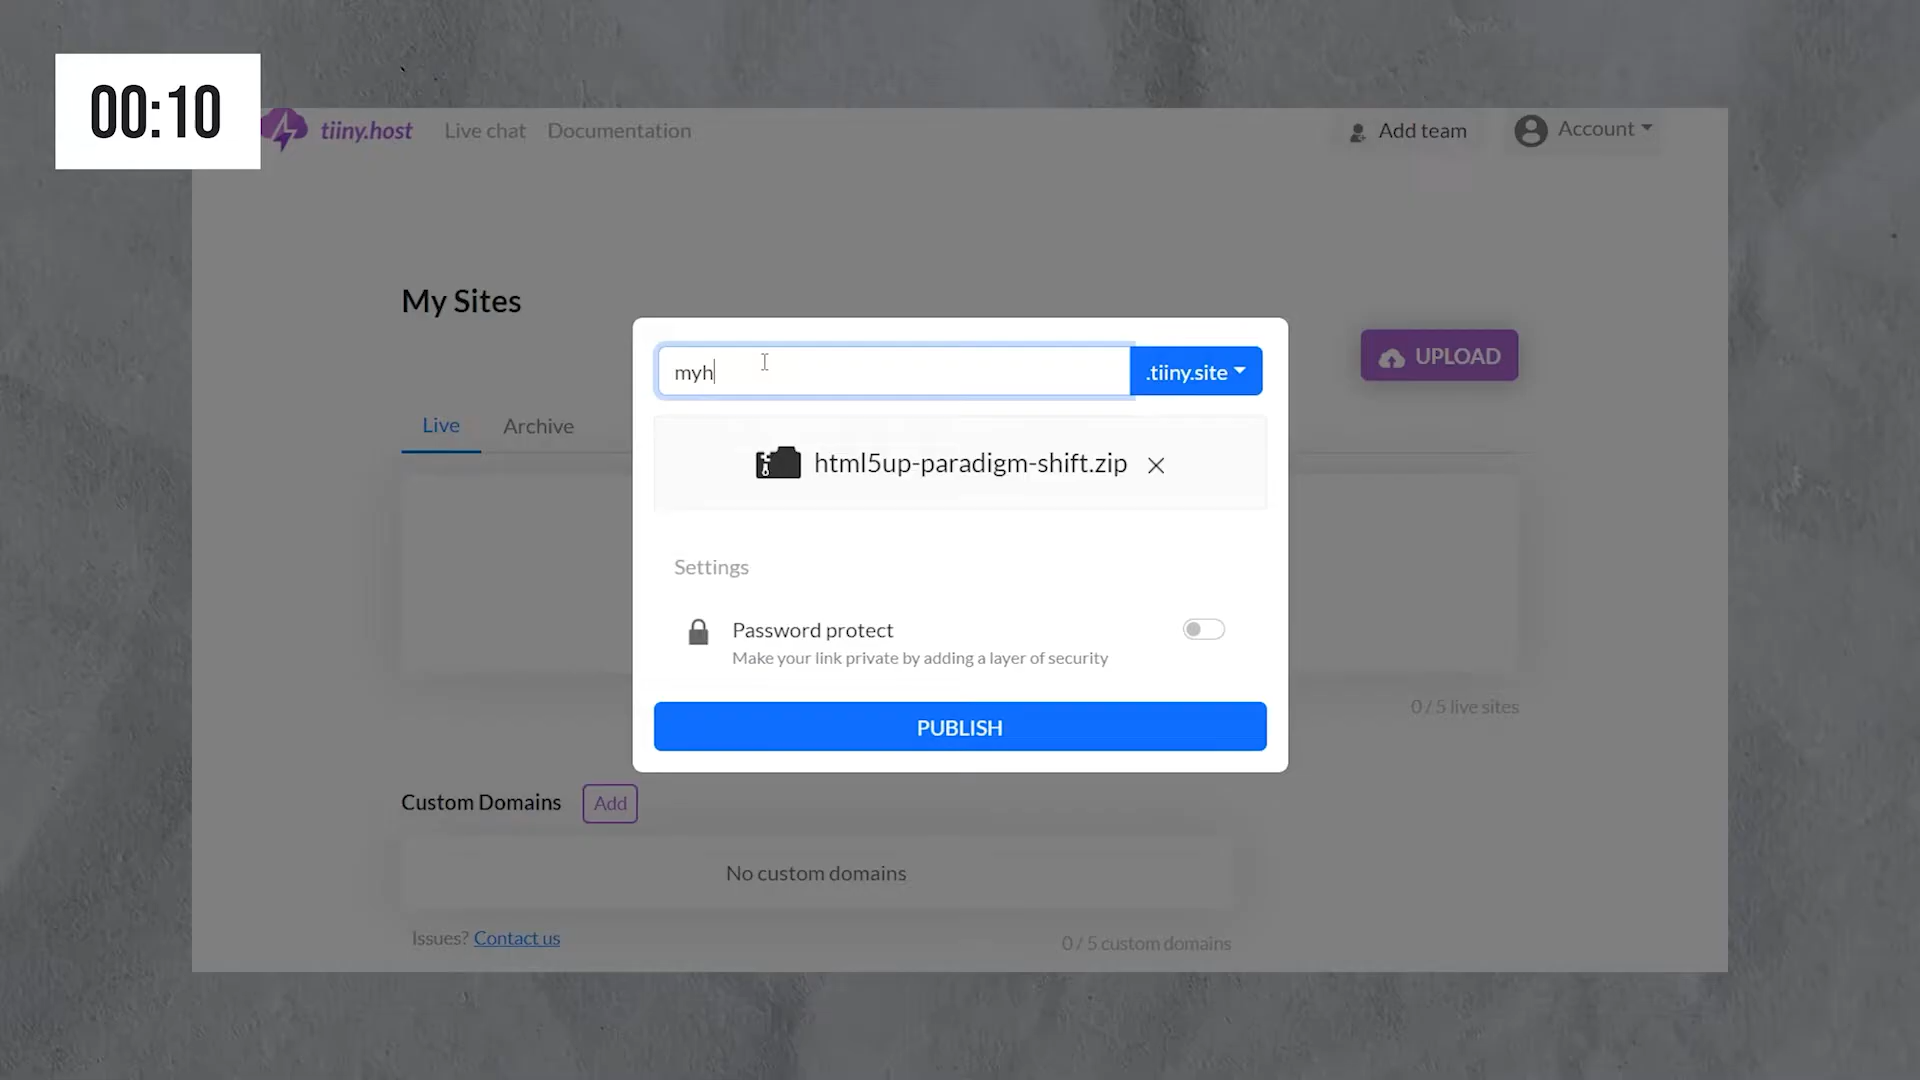 00:10
tiiny.host
Live chat
Documentation
Add team
Account
My Sites
UPLOAD
myh
.tiiny.site
Live
Archive
html5up-paradigm-shift.zip
Settings
Password protect
Make your link private by adding a layer of security
0 / 5 live sites
PUBLISH
Custom Domains
Add
No custom domains
Issues? Contact us
0 / 5 custom domains